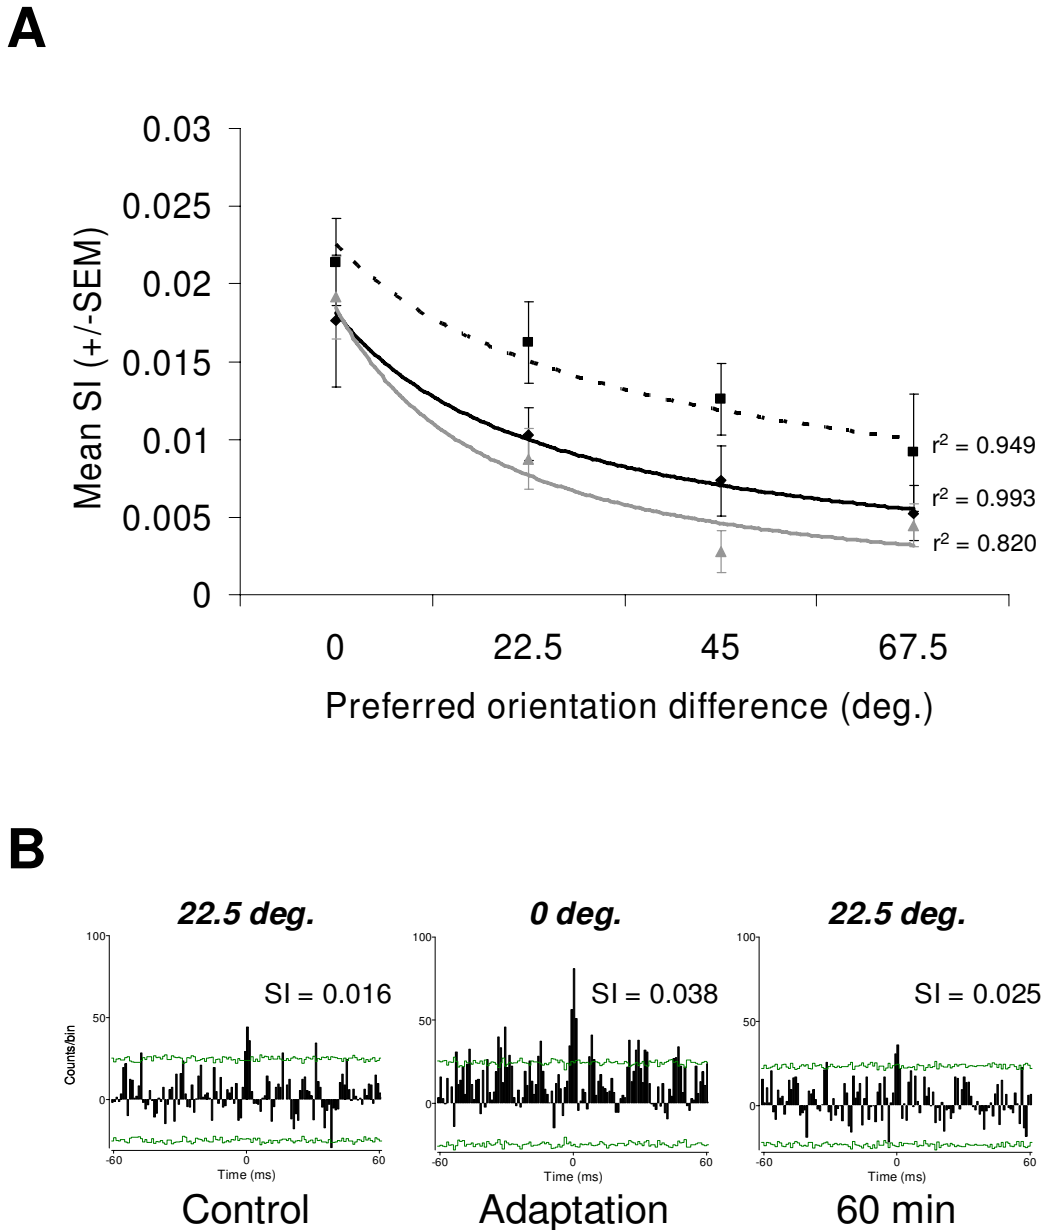 A
0.03
0.025
0.02
0.015
0.01
0.005
0
Mean SI (+/-SEM)
r² = 0.949
r² = 0.993
r² = 0.820
0 22.5 45 67.5
Preferred orientation difference (deg.)
B
22.5 deg. 0 deg. 22.5 deg.
100 100 100
SI = 0.016 SI = 0.038 SI = 0.025
50 50 50
Counts/bin
0 0 0
-60 0 60 -60 0 60 -60 0 60
Time (ms) Time (ms) Time (ms)
Control Adaptation 60 min